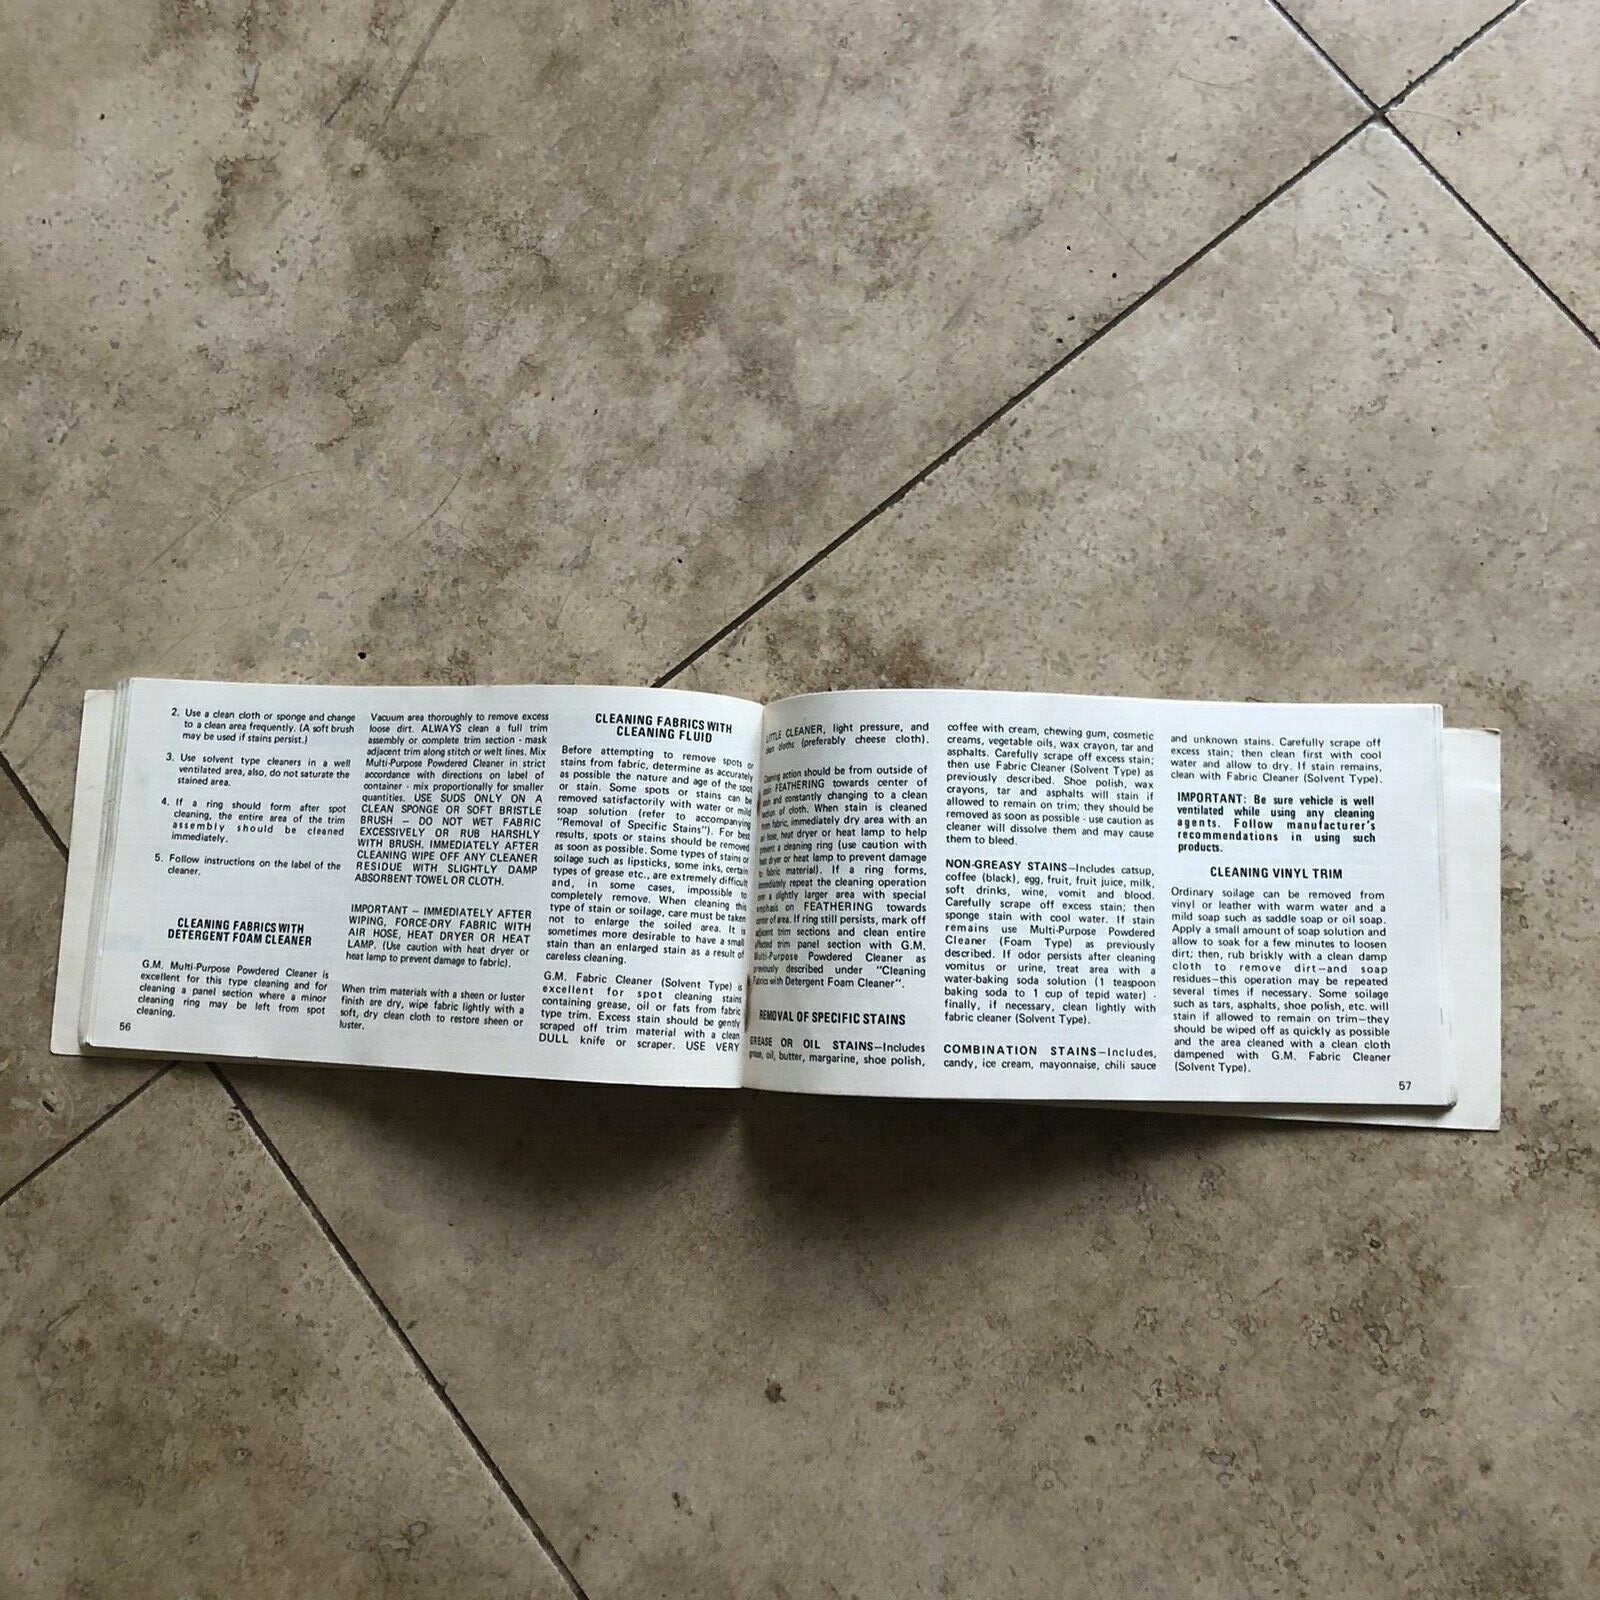 2. Use a clean cloth or sponge and change
to a clean area frequently. (A soft brush
may be used if stains persist.)
3. Use solvent type cleaners in a well
ventilated area, also, do not saturate the
stained area.
4. If a ring should form after spot
cleaning, the entire area of the trim
assembly should be cleaned
immediately.
5. Follow instructions on the label of the
cleaner.
CLEANING FABRICS WITH
DETERGENT FOAM CLEANER
G.M. Multi-Purpose Powdered Cleaner is
excellent for this type cleaning and for
cleaning a panel section where a minor
cleaning ring may be left from spot
cleaning.
56
Vacuum area thoroughly to remove excess
loose dirt. ALWAYS clean a full trim
assembly or complete trim section - mask
adjacent trim along stitch or welt lines. Mix
Multi-Purpose Powdered Cleaner in strict
accordance with directions on label of
container - mix proportionally for smaller
quantities. USE SUDS ONLY ON A
CLEAN SPONGE OR SOFT BRISTLE
BRUSH – DO NOT WET FABRIC
EXCESSIVELY OR RUB HARSHLY
WITH BRUSH. IMMEDIATELY AFTER
CLEANING WIPE OFF ANY CLEANER
RESIDUE WITH SLIGHTLY DAMP
ABSORBENT TOWEL OR CLOTH.
IMPORTANT – IMMEDIATELY AFTER
WIPING, FORCE-DRY FABRIC WITH
AIR HOSE, HEAT DRYER OR HEAT
LAMP. (Use caution with heat dryer or
heat lamp to prevent damage to fabric).
When trim materials with a sheen or luster
finish are dry, wipe fabric lightly with a
soft, dry clean cloth to restore sheen or
luster.
CLEANING FABRICS WITH
CLEANING FLUID
Before attempting to remove spots or
stains from fabric, determine as accurately
as possible the nature and age of the spot
or stain. Some spots or stains can be
removed satisfactorily with water or mild
soap solution (refer to accompanying
"Removal of Specific Stains"). For best
results, spots or stains should be removed
as soon as possible. Some types of stains or
soilage such as lipsticks, some inks, certain
types of grease etc., are extremely difficult
and, in some cases, impossible to
completely remove. When cleaning this
type of stain or soilage, care must be taken
not to enlarge the soiled area. It is
sometimes more desirable to have a small
stain than an enlarged stain as a result of
careless cleaning.
G.M. Fabric Cleaner (Solvent Type) is
excellent for spot cleaning stains
containing grease, oil or fats from fabric
type trim. Excess stain should be gently
scraped off trim material with a clean
DULL knife or scraper. USE VERY
LITTLE CLEANER, light pressure, and
clean cloths (preferably cheese cloth).
Cleaning action should be from outside of
stain FEATHERING towards center of
stain and constantly changing to a clean
section of cloth. When stain is cleaned
from fabric, immediately dry area with an
air hose, heat dryer or heat lamp to help
prevent a cleaning ring (use caution with
heat dryer or heat lamp to prevent damage
to fabric material). If a ring forms,
immediately repeat the cleaning operation
over a slightly larger area with special
emphasis on FEATHERING towards
center of area. If ring still persists, mark off
adjacent trim sections and clean entire
affected trim panel section with G.M.
Multi-Purpose Powdered Cleaner as
previously described under "Cleaning
Fabrics with Detergent Foam Cleaner".
REMOVAL OF SPECIFIC STAINS
GREASE OR OIL STAINS–Includes
grease, oil, butter, margarine, shoe polish,
coffee with cream, chewing gum, cosmetic
creams, vegetable oils, wax crayon, tar and
asphalts. Carefully scrape off excess stain;
then use Fabric Cleaner (Solvent Type) as
previously described. Shoe polish, wax
crayons, tar and asphalts will stain if
allowed to remain on trim; they should be
removed as soon as possible - use caution as
cleaner will dissolve them and may cause
them to bleed.
NON-GREASY STAINS–Includes catsup,
coffee (black), egg, fruit, fruit juice, milk,
soft drinks, wine, vomit and blood.
Carefully scrape off excess stain; then
sponge stain with cool water. If stain
remains use Multi-Purpose Powdered
Cleaner (Foam Type) as previously
described. If odor persists after cleaning
vomitus or urine, treat area with a
water-baking soda solution (1 teaspoon
baking soda to 1 cup of tepid water) -
finally, if necessary, clean lightly with
fabric cleaner (Solvent Type).
COMBINATION STAINS–Includes,
candy, ice cream, mayonnaise, chili sauce
and unknown stains. Carefully scrape off
excess stain; then clean first with cool
water and allow to dry. If stain remains,
clean with Fabric Cleaner (Solvent Type).
IMPORTANT: Be sure vehicle is well
ventilated while using any cleaning
agents. Follow manufacturer's
recommendations in using such
products.
CLEANING VINYL TRIM
Ordinary soilage can be removed from
vinyl or leather with warm water and a
mild soap such as saddle soap or oil soap.
Apply a small amount of soap solution and
allow to soak for a few minutes to loosen
dirt; then, rub briskly with a clean damp
cloth to remove dirt–and soap
residues–this operation may be repeated
several times if necessary. Some soilage
such as tars, asphalts, shoe polish, etc. will
stain if allowed to remain on trim–they
should be wiped off as quickly as possible
and the area cleaned with a clean cloth
dampened with G.M. Fabric Cleaner
(Solvent Type).
57